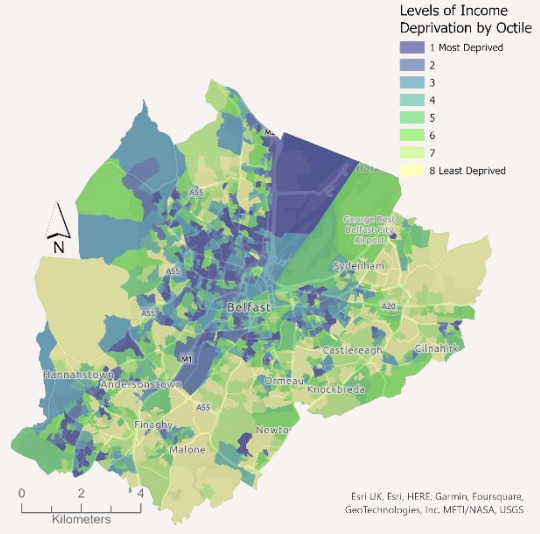 Levels of Income
Deprivation by Octile
1 Most Deprived
2
3
4
5
6
7
8 Least Deprived
A55
George Best
Belfast City
Airport
Sydenham
A55
N
Belfast
A20
A55
Castlereagh
Gilnahirk
M1
Hannahstown
Andersonstown
Ormeau
Knockbreda
A55
Finaghy
Malone
0 2 4
Kilometers
Esri UK, Esri, HERE, Garmin, Foursquare,
GeoTechnologies, Inc, METI/NASA, USGS